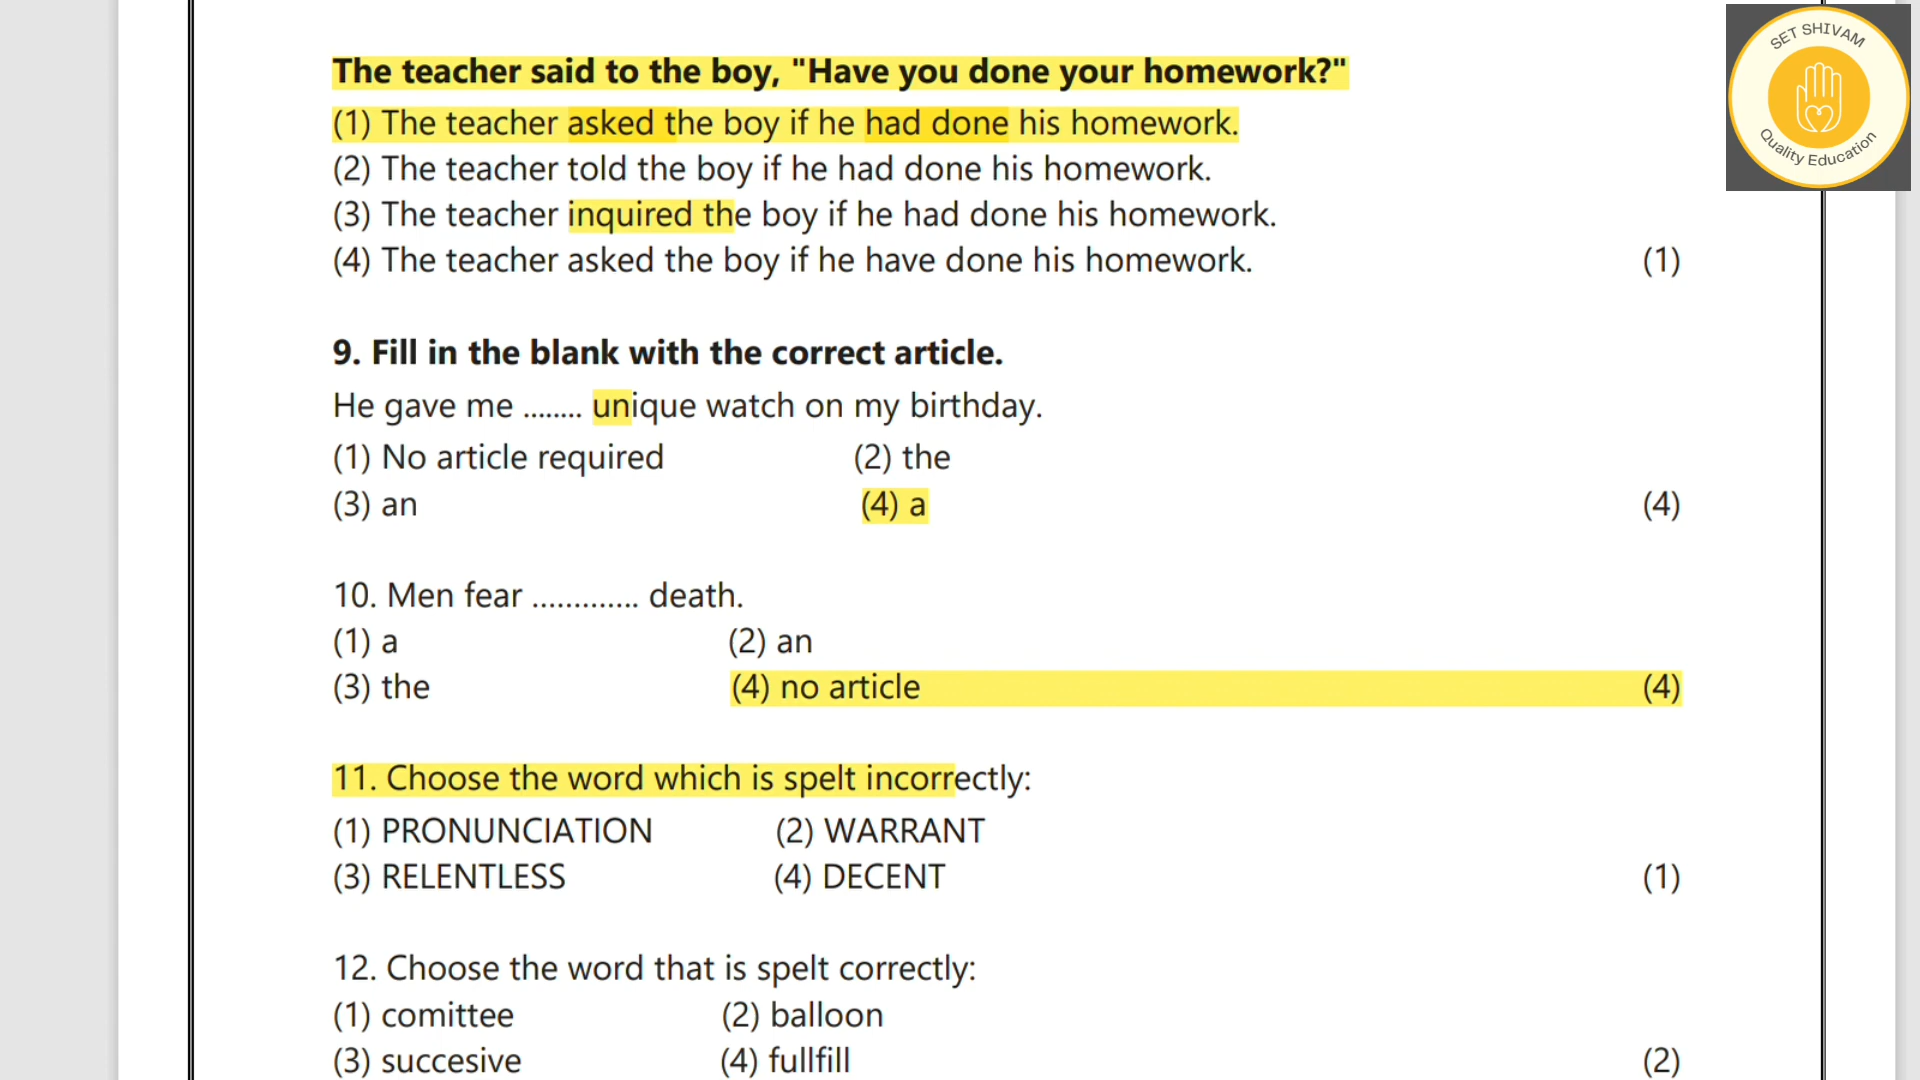 SET SHIVAM
Quality Education
The teacher said to the boy, "Have you done your homework?"
(1) The teacher asked the boy if he had done his homework.
(2) The teacher told the boy if he had done his homework.
(3) The teacher inquired the boy if he had done his homework.
(4) The teacher asked the boy if he have done his homework. (1)
9. Fill in the blank with the correct article.
He gave me ........ unique watch on my birthday.
(1) No article required (2) the
(3) an (4) a (4)
10. Men fear ............. death.
(1) a (2) an
(3) the (4) no article (4)
11. Choose the word which is spelt incorrectly:
(1) PRONUNCIATION (2) WARRANT
(3) RELENTLESS (4) DECENT (1)
12. Choose the word that is spelt correctly:
(1) comittee (2) balloon
(3) succesive (4) fullfill (2)